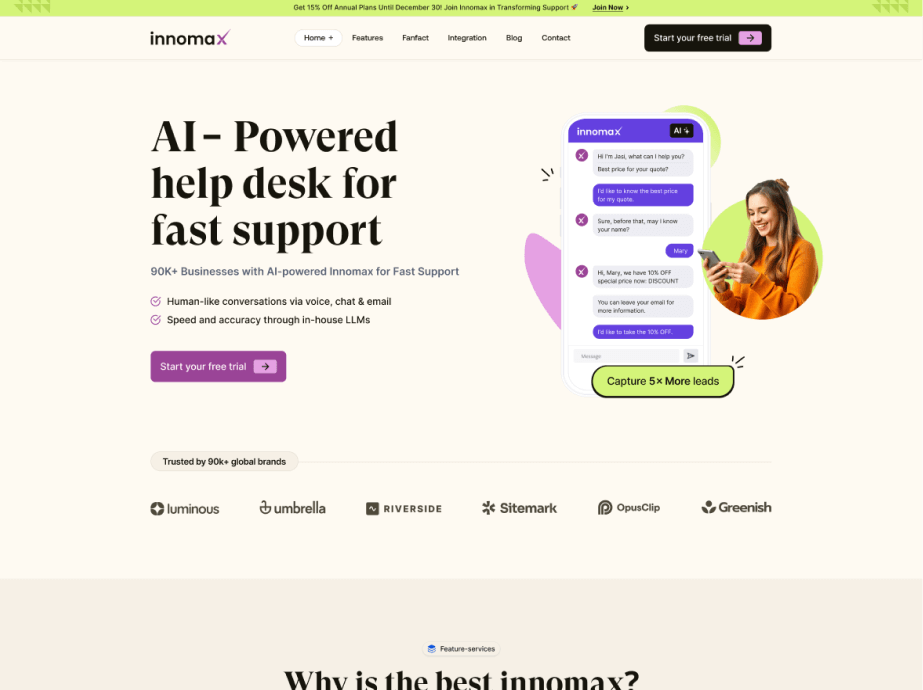 Get 15% Off Annual Plans Until December 30! Join Innomax in Transforming Support 🚀 Join Now ›
innomax
Home + Features Fanfact Integration Blog Contact
Start your free trial →
AI– Powered
help desk for
fast support
90K+ Businesses with AI-powered Innomax for Fast Support
Human-like conversations via voice, chat & email
Speed and accuracy through in-house LLMs
Start your free trial →
innomax AI
Hi I'm Jasi, what can I help you?
Best price for your quote?
I'd like to know the best price
for my quote.
Sure, before that, may I know
your name?
Mary
Hi, Mary, we have 10% OFF
special price now: DISCOUNT
You can leave your email for
more information.
I'd like to take the 10% OFF.
Message
Capture 5× More leads
Trusted by 90k+ global brands
luminous
umbrella
RIVERSIDE
Sitemark
OpusClip
Greenish
Feature-services
Why is the best innomax?